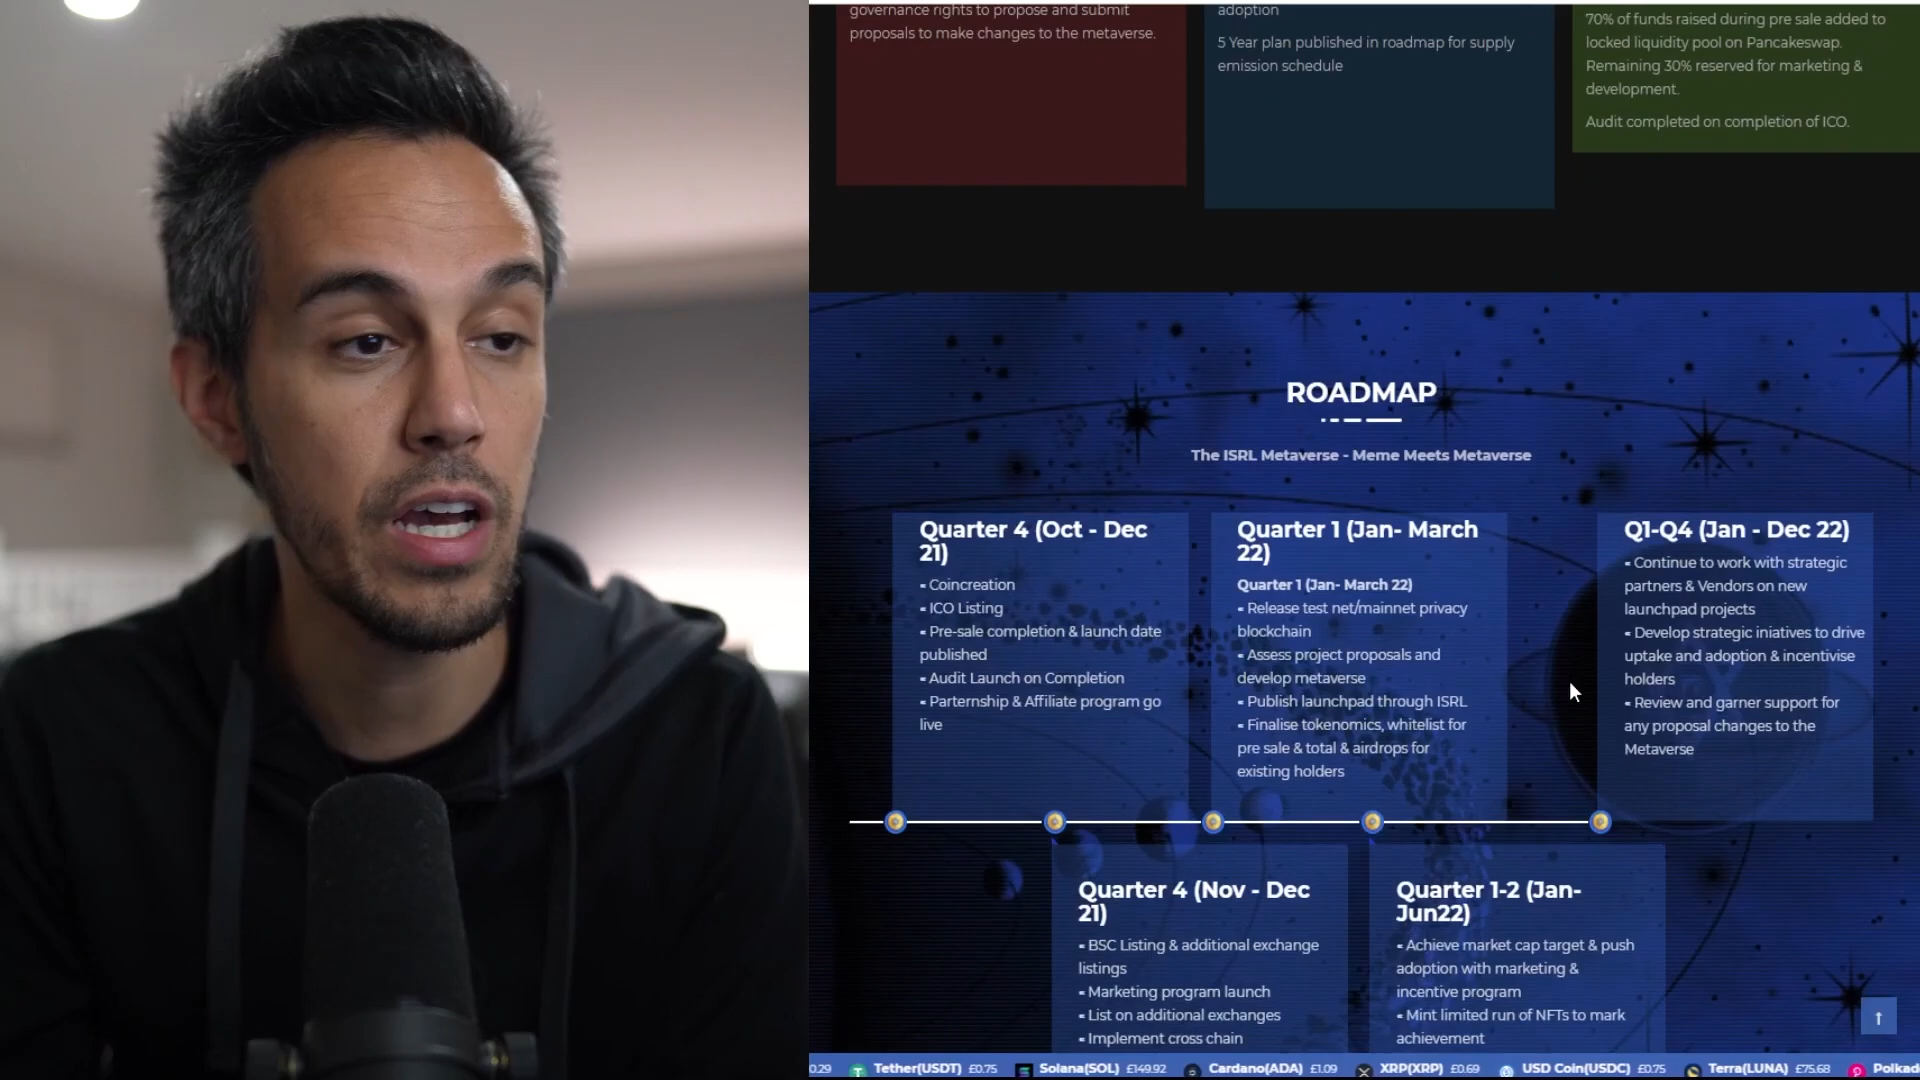 governance rights to propose and submit
proposals to make changes to the metaverse.
adoption
5 Year plan published in roadmap for supply
emission schedule
70% of funds raised during pre sale added to
locked liquidity pool on Pancakeswap.
Remaining 30% reserved for marketing &
development.
Audit completed on completion of ICO.
ROADMAP
The ISRL Metaverse - Meme Meets Metaverse
Quarter 4 (Oct - Dec
21)
- Coincreation
- ICO Listing
- Pre-sale completion & launch date
published
- Audit Launch on Completion
- Parternship & Affiliate program go
live
Quarter 1 (Jan- March
22)
Quarter 1 (Jan- March 22)
- Release test net/mainnet privacy
blockchain
- Assess project proposals and
develop metaverse
- Publish launchpad through ISRL
- Finalise tokenomics, whitelist for
pre sale & total & airdrops for
existing holders
Q1-Q4 (Jan - Dec 22)
- Continue to work with strategic
partners & Vendors on new
launchpad projects
- Develop strategic iniatives to drive
uptake and adoption & incentivise
holders
- Review and garner support for
any proposal changes to the
Metaverse
Quarter 4 (Nov - Dec
21)
- BSC Listing & additional exchange
listings
- Marketing program launch
- List on additional exchanges
- Implement cross chain
Quarter 1-2 (Jan-
Jun22)
- Achieve market cap target & push
adoption with marketing &
incentive program
- Mint limited run of NFTs to mark
achievement
0.29 Tether(USDT) £0.75 Solana(SOL) £149.92 Cardano(ADA) £1.09 XRP(XRP) £0.69 USD Coin(USDC) £0.75 Terra(LUNA) £75.68 Polkad